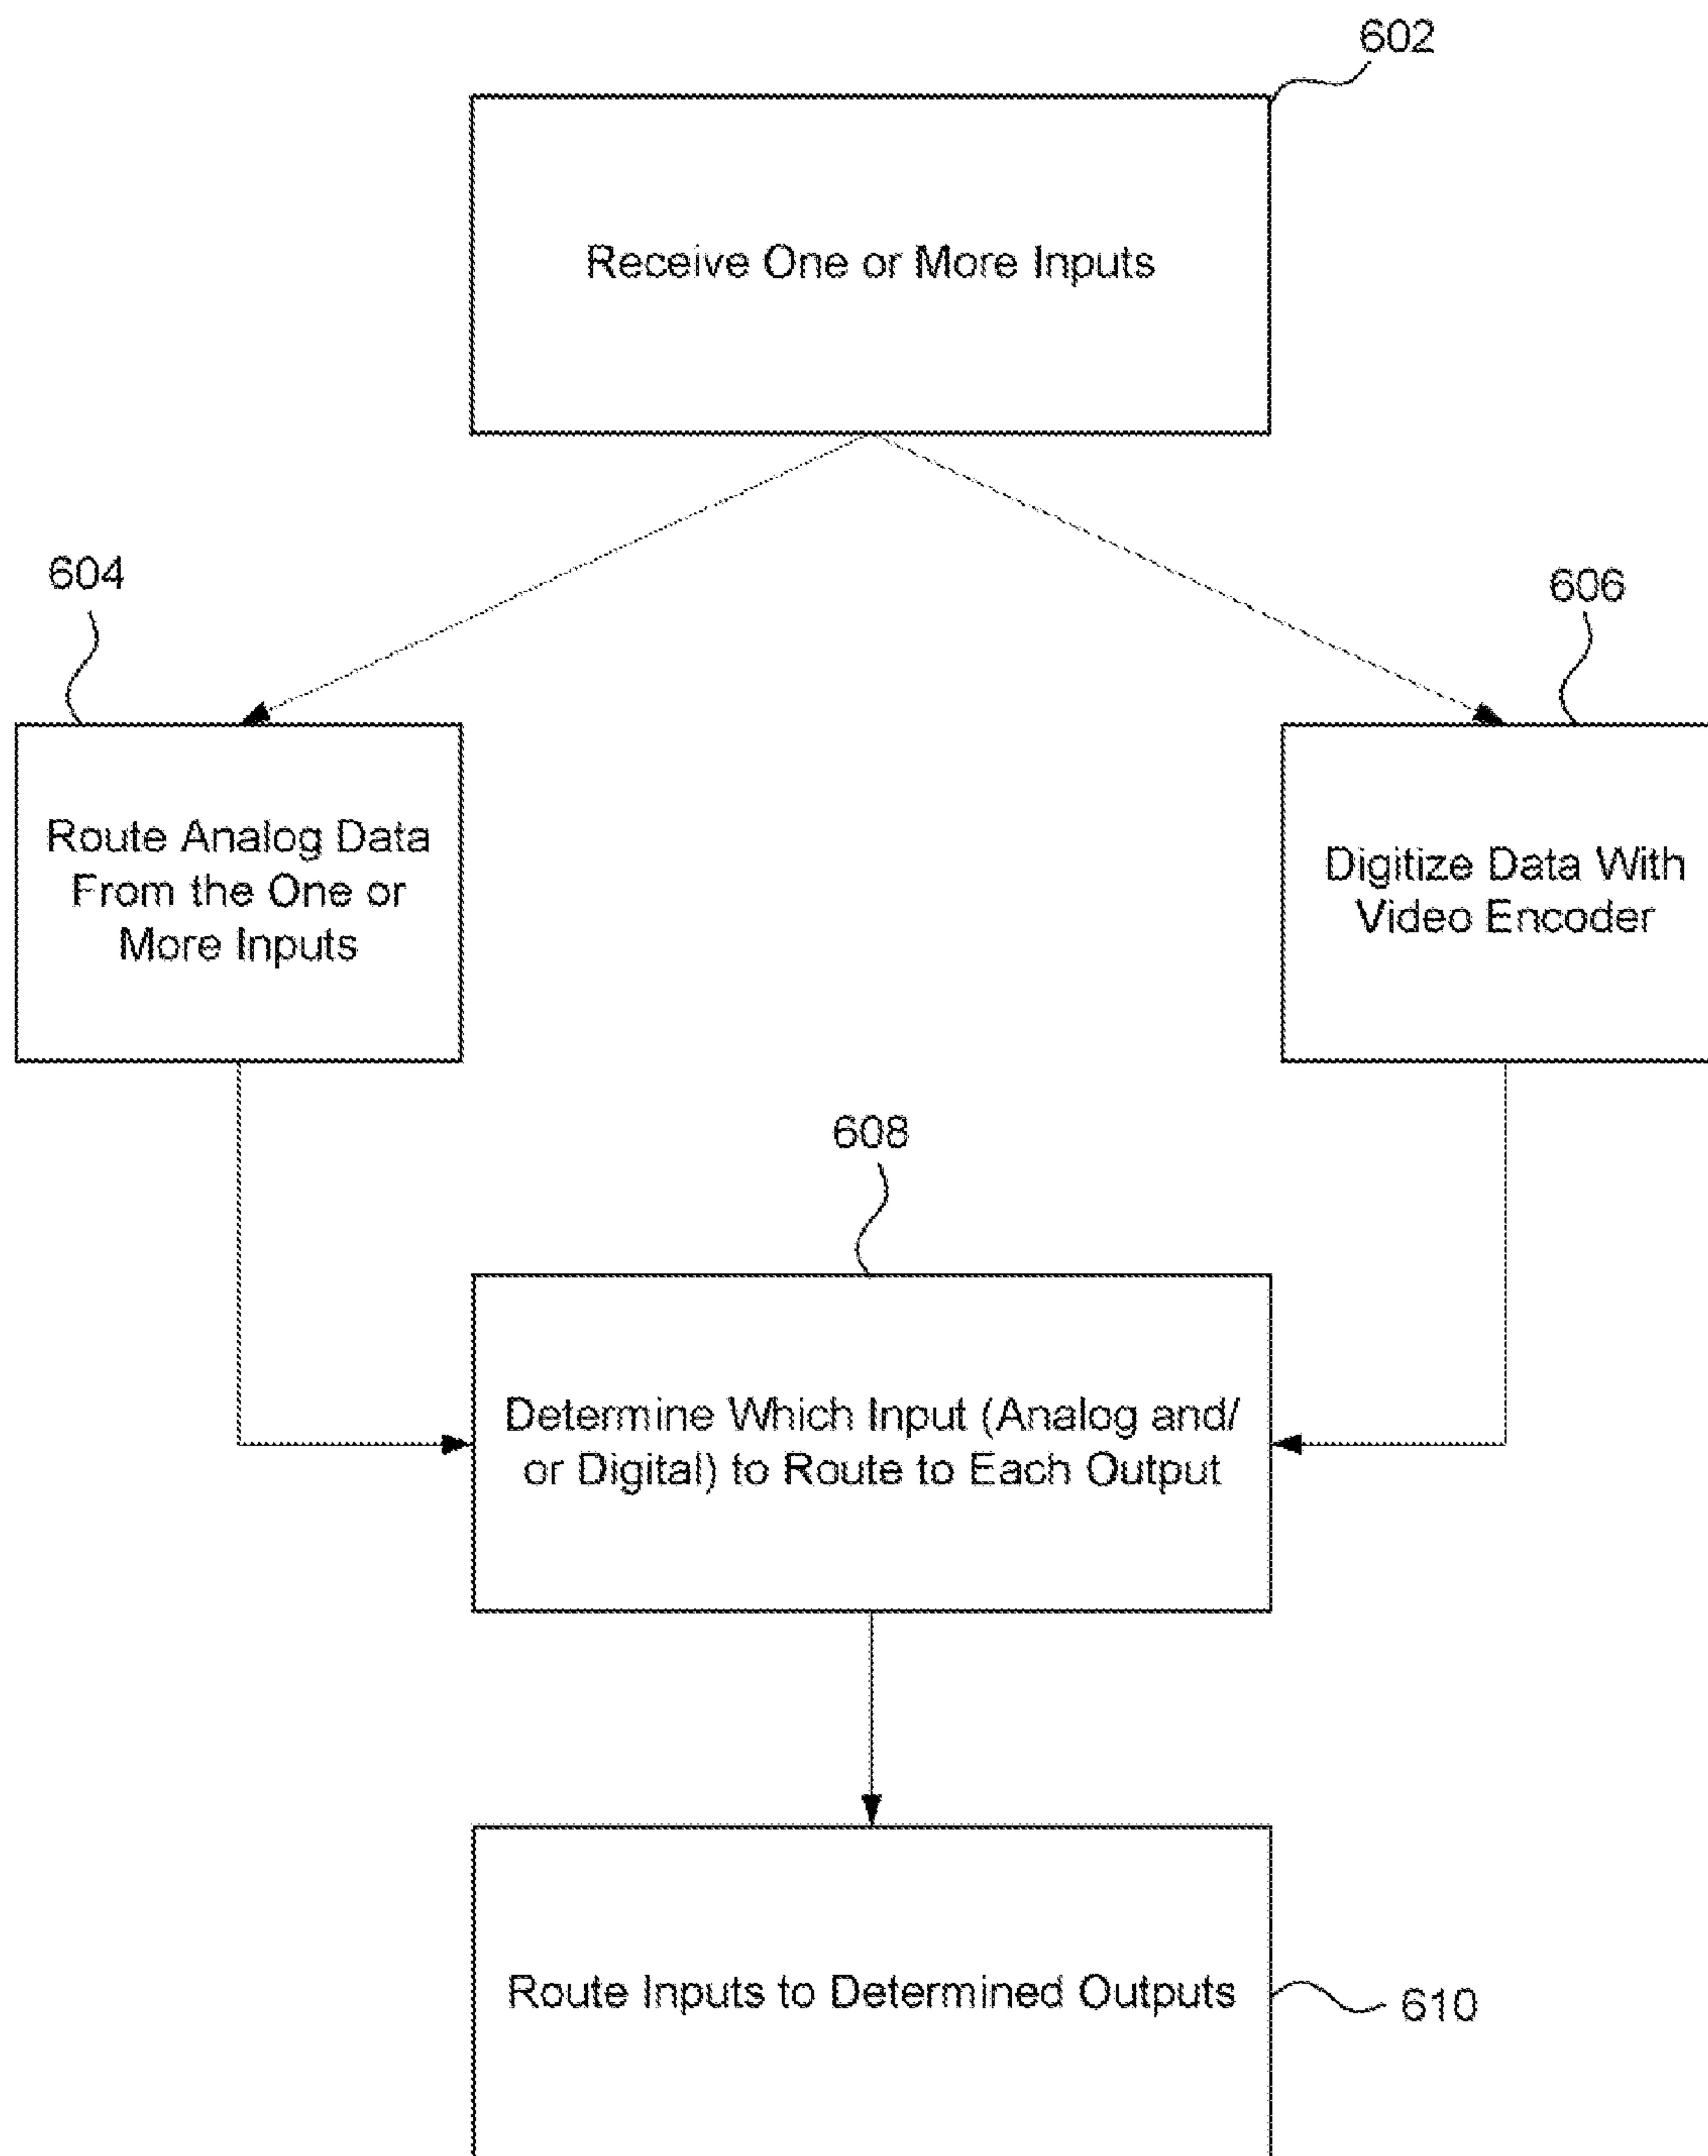 602
Receive One or More Inputs
604
606
Route Analog Data
From the One or
More Inputs
Digitize Data With
Video Encoder
608
Determine Which Input (Analog and/
or Digital) to Route to Each Output
Route Inputs to Determined Outputs
610